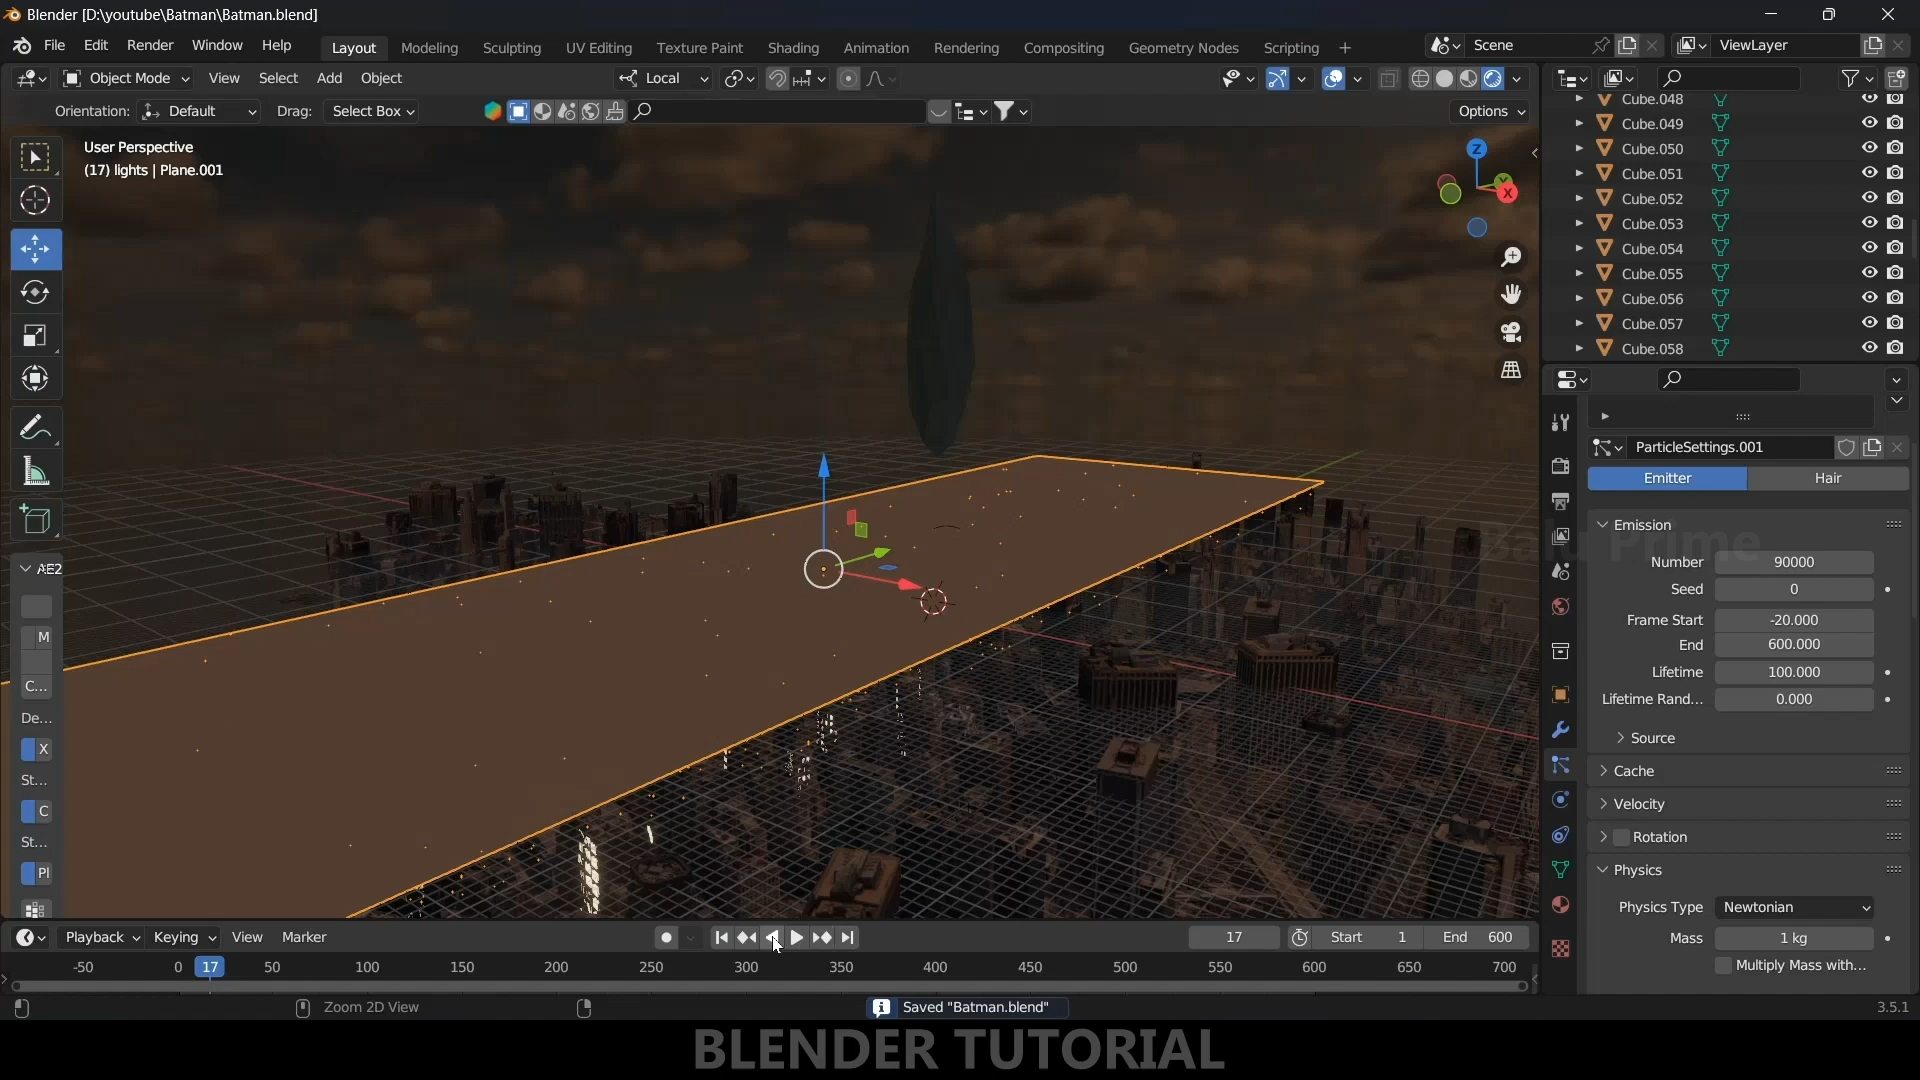 Blender [D:\youtube\Batman\Batman.blend]
File Edit Render Window Help Layout Modeling Sculpting UV Editing Texture Paint Shading Animation Rendering Compositing Geometry Nodes Scripting + Scene ViewLayer
Object Mode View Select Add Object Local
Orientation: Default Drag: Select Box Options
User Perspective
(17) lights | Plane.001
Z
Y
X
Cube.048
Cube.049
Cube.050
Cube.051
Cube.052
Cube.053
Cube.054
Cube.055
Cube.056
Cube.057
Cube.058
AE2
M
C...
De...
X
St...
C
St...
Pl
ParticleSettings.001
Emitter Hair
Emission
Number 90000
Seed 0
Frame Start -20.000
End 600.000
Lifetime 100.000
Lifetime Rand... 0.000
Source
Cache
Velocity
Rotation
Physics
Physics Type Newtonian
Mass 1 kg
Multiply Mass with...
Playback Keying View Marker 17 Start 1 End 600
-50 0 17 50 100 150 200 250 300 350 400 450 500 550 600 650 700
Zoom 2D View Saved "Batman.blend" 3.5.1
BLENDER TUTORIAL